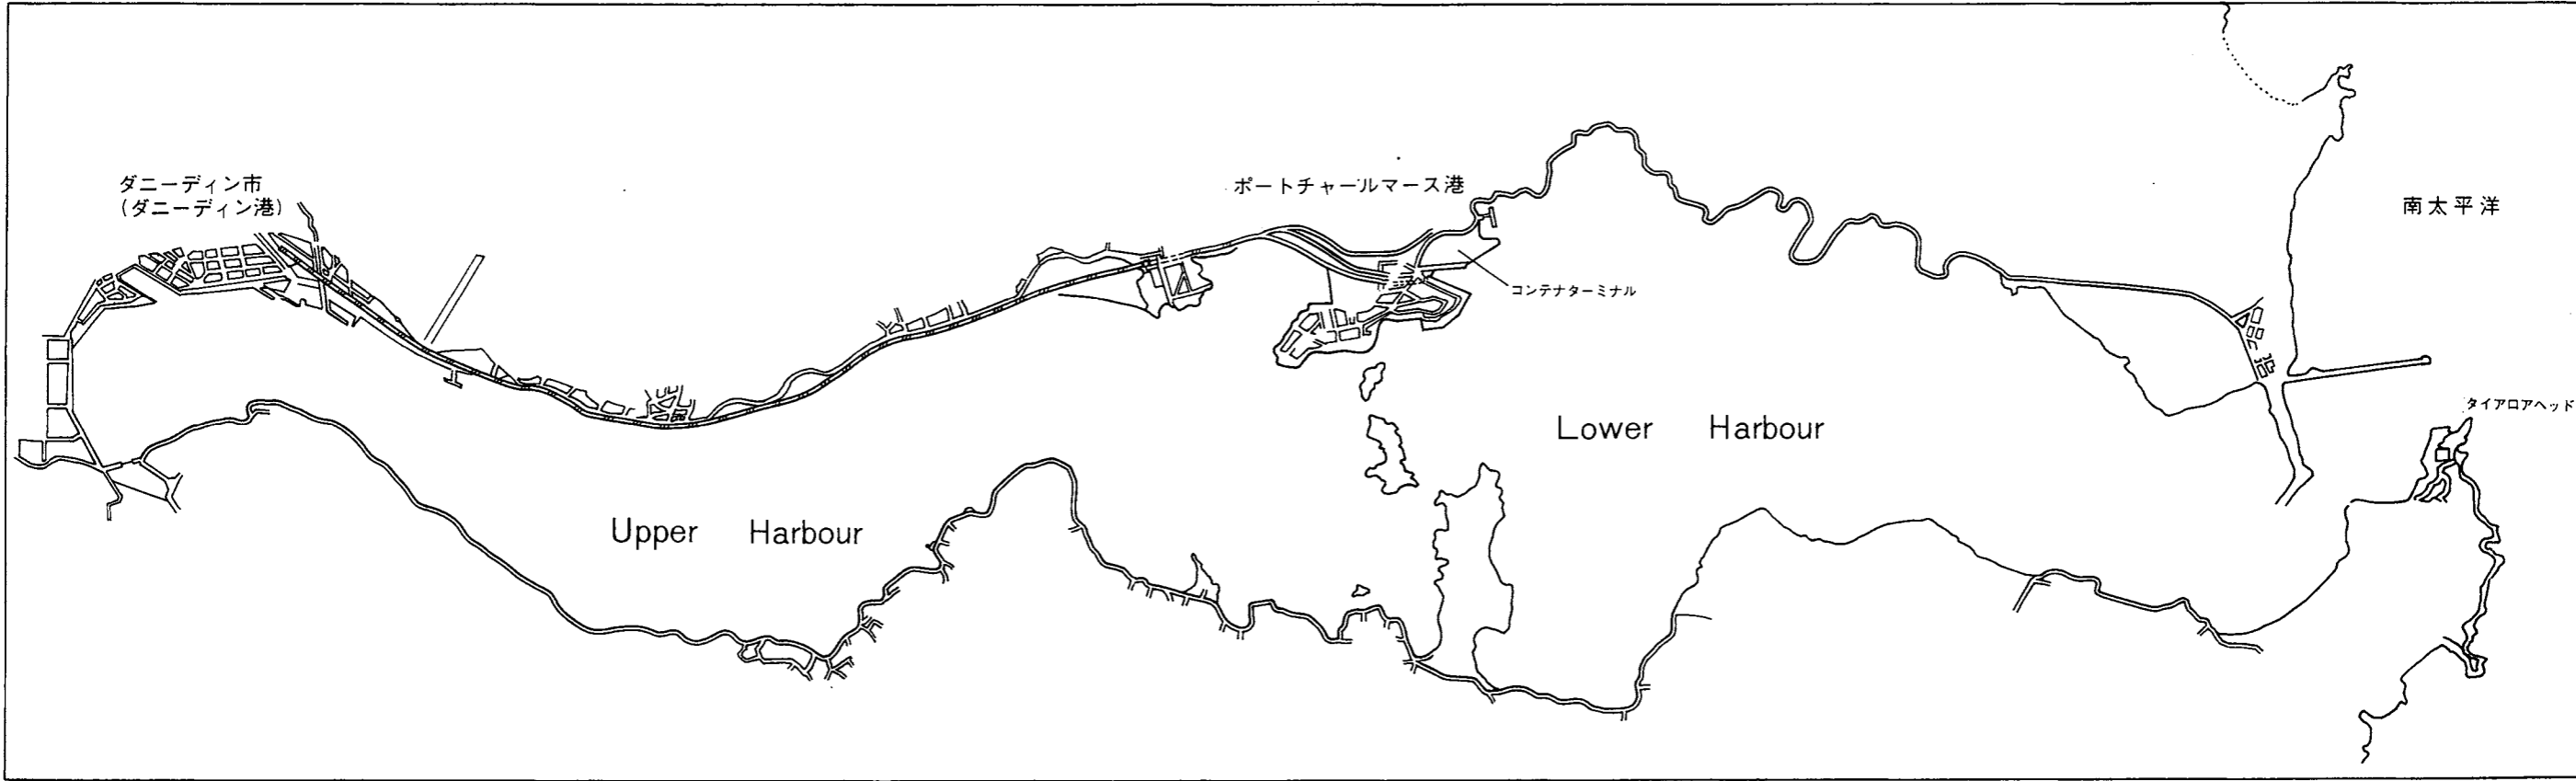 ダニーディン市
(ダニーディン港)
ポートチャールマース港
南太平洋
コンテナターミナル
タイアロアヘッド
Lower Harbour
Upper Harbour